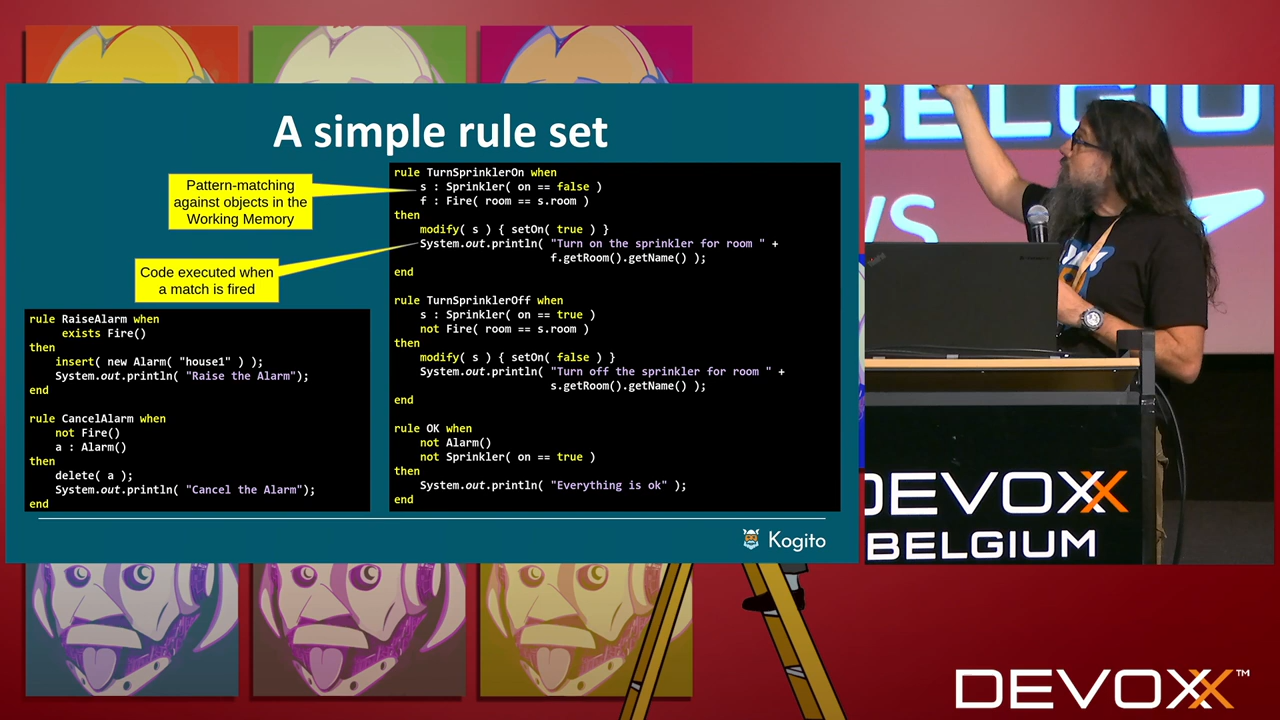 A simple rule set
Pattern-matching
against objects in the
Working Memory
Code executed when
a match is fired
rule RaiseAlarm when
exists Fire()
then
insert( new Alarm( "house1" ) );
System.out.println( "Raise the Alarm");
end
rule CancelAlarm when
not Fire()
a : Alarm()
then
delete( a );
System.out.println( "Cancel the Alarm");
end
rule TurnSprinklerOn when
s : Sprinkler( on == false )
f : Fire( room == s.room )
then
modify( s ) { setOn( true ) }
System.out.println( "Turn on the sprinkler for room " +
f.getRoom().getName() );
end
rule TurnSprinklerOff when
s : Sprinkler( on == true )
not Fire( room == s.room )
then
modify( s ) { setOn( false ) }
System.out.println( "Turn off the sprinkler for room " +
s.getRoom().getName() );
end
rule OK when
not Alarm()
not Sprinkler( on == true )
then
System.out.println( "Everything is ok" );
end
Kogito
BELGIU
WS
DEVOXX
BELGIUM
DEVOXX™